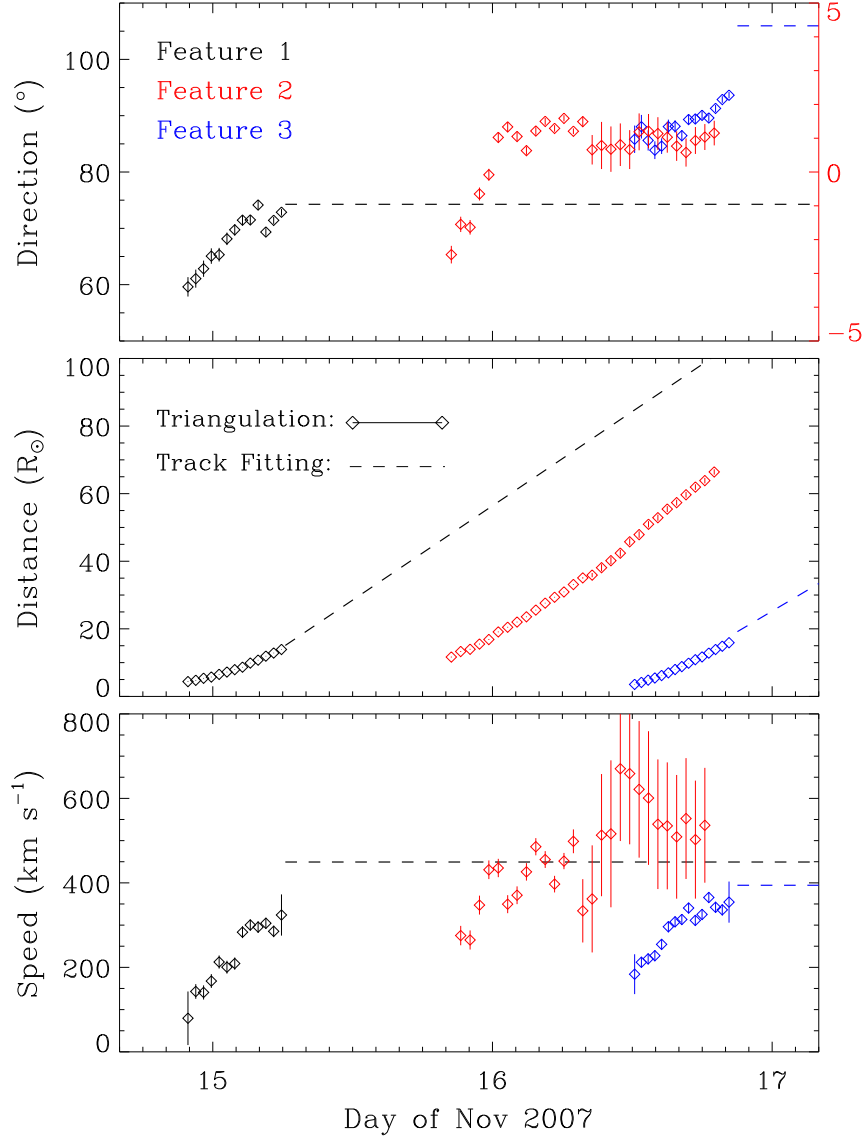 Direction (°)
100
80
60
5
0
−5
Feature 1
Feature 2
Feature 3
Distance (R☉)
100
80
60
40
20
0
Triangulation:
Track Fitting:
Speed (km s⁻¹)
800
600
400
200
0
15
16
17
Day of Nov 2007